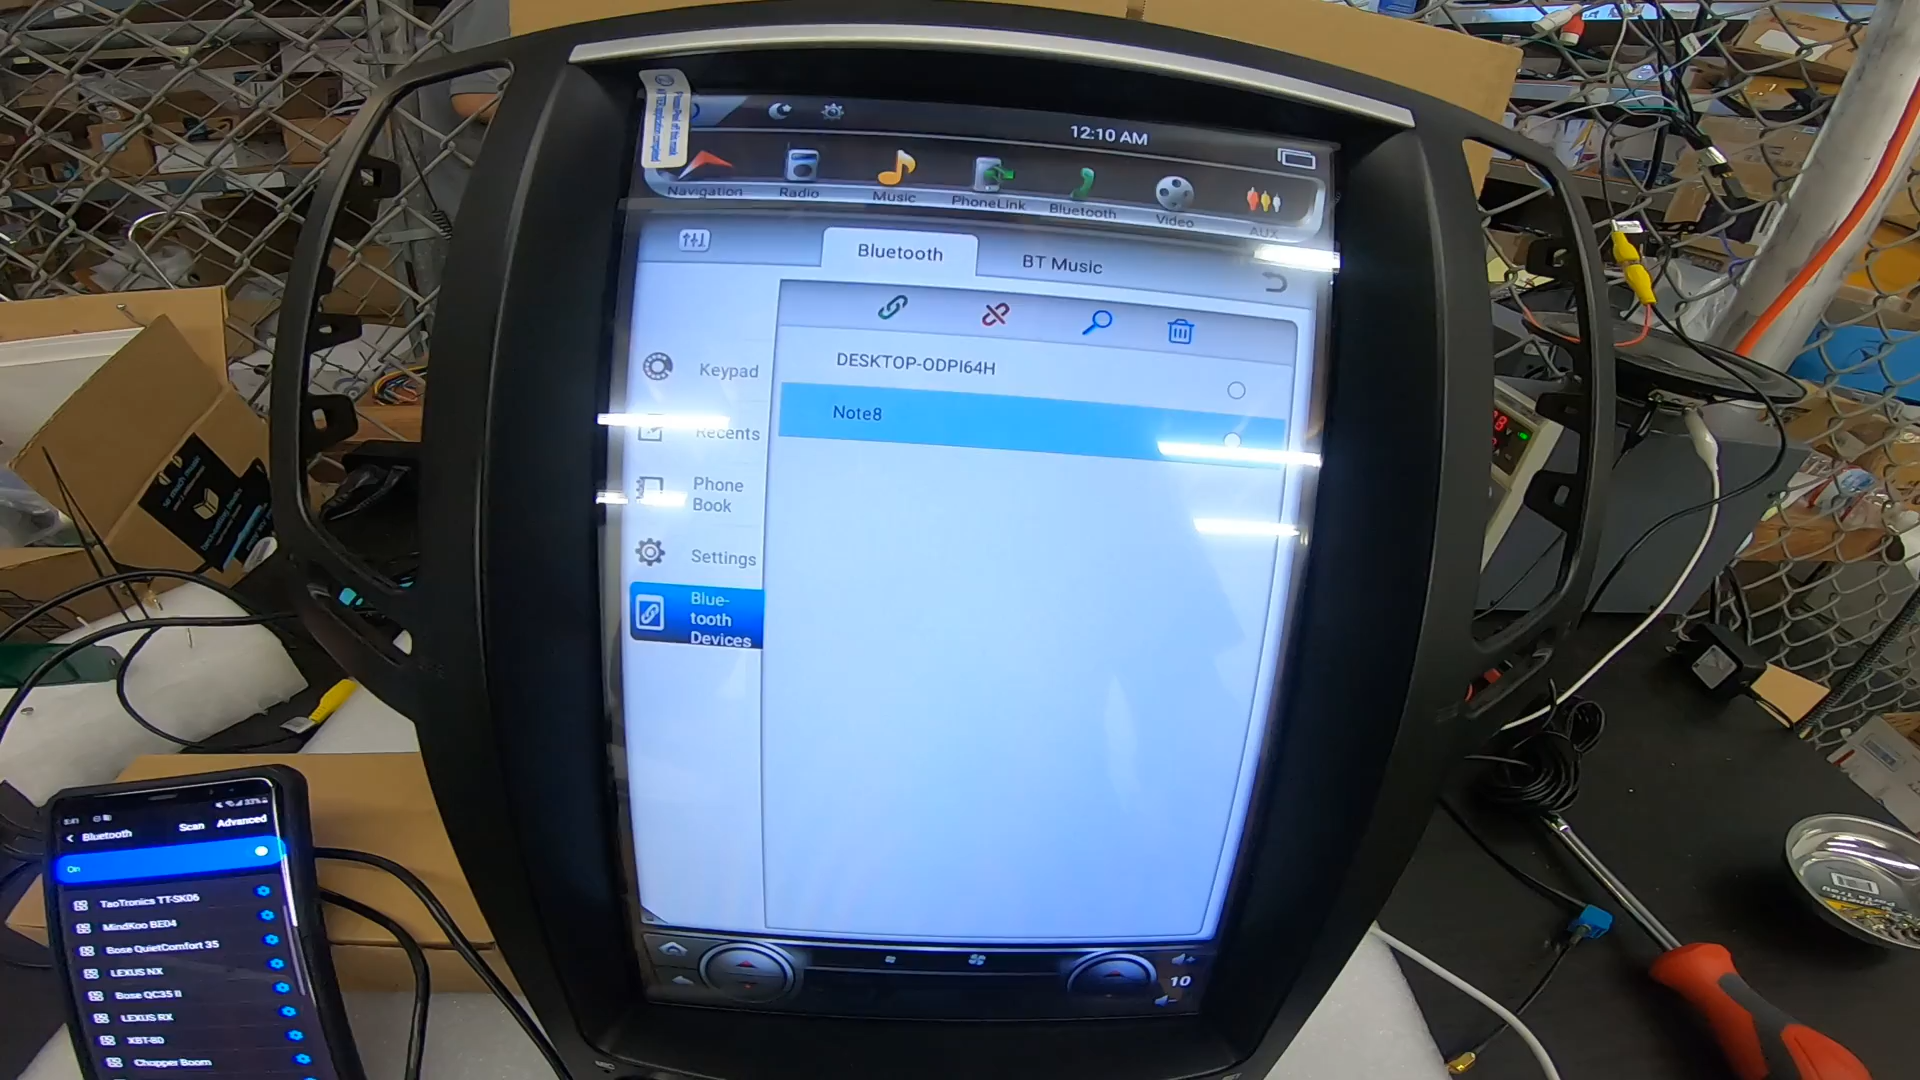 12:10 AM
Navigation
Radio
Music
PhoneLink
Bluetooth
Video
AUX
Bluetooth
BT Music
Keypad
Recents
Phone
Book
Settings
Blue-
tooth
Devices
DESKTOP-ODPI64H
Note8
10
Bluetooth
Scan
Advanced
On
TaoTronics TT-SK06
MindKoo BE04
Bose QuietComfort 35
LEXUS NX
Bose QC35 II
LEXUS RX
XBT-80
Chopper Boom